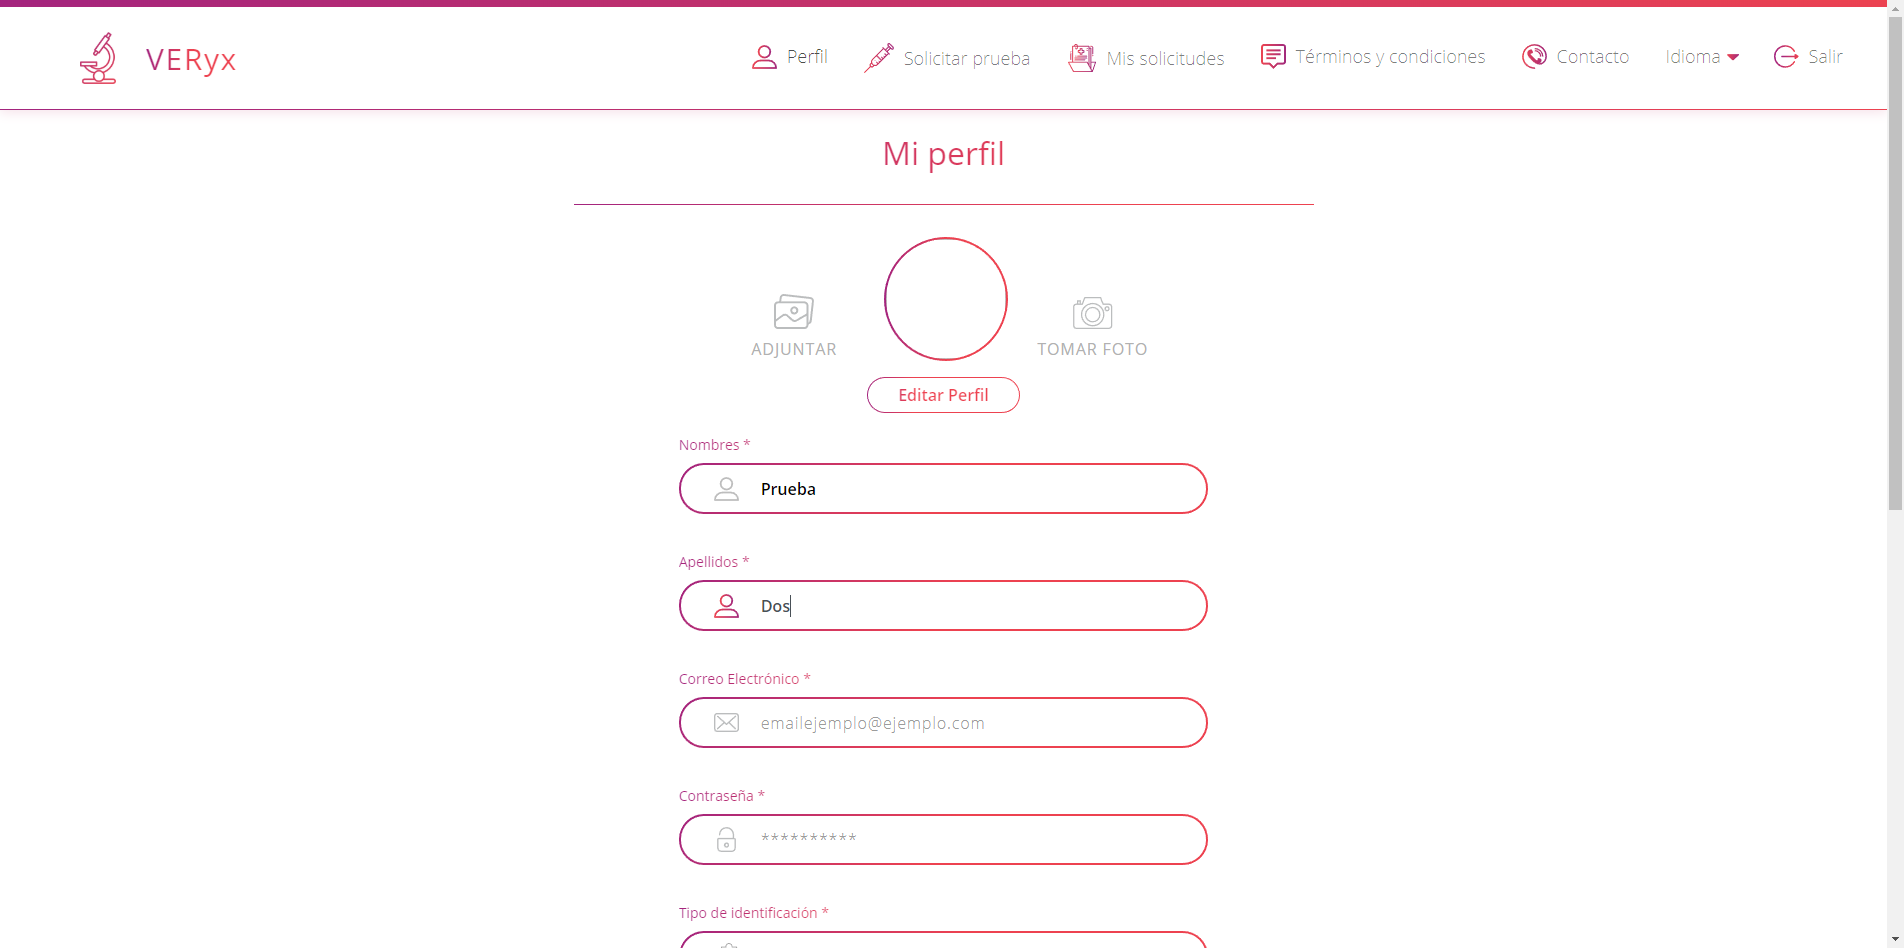 VERyx
Perfil
Solicitar prueba
Mis solicitudes
Términos y condiciones
Contacto
Idioma
Salir
Mi perfil
ADJUNTAR
TOMAR FOTO
Editar Perfil
Nombres *
Prueba
Apellidos *
Dos
Correo Electrónico *
emailejemplo@ejemplo.com
Contraseña *
**********
Tipo de identificación *